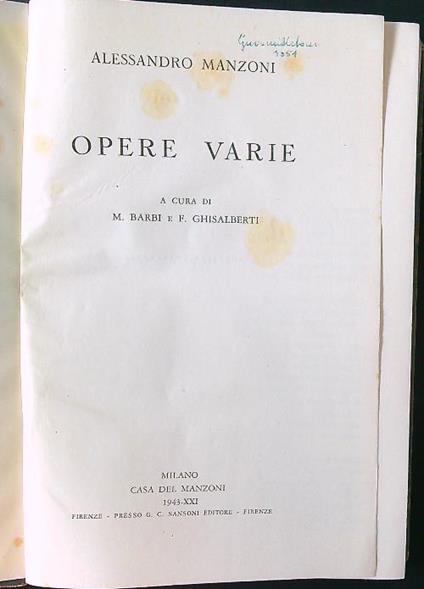 1951
ALESSANDRO MANZONI
OPERE VARIE
A CURA DI
M. BARBI E F. GHISALBERTI
MILANO
CASA DEL MANZONI
1943-XXI
FIRENZE - PRESSO G. C. SANSONI EDITORE - FIRENZE